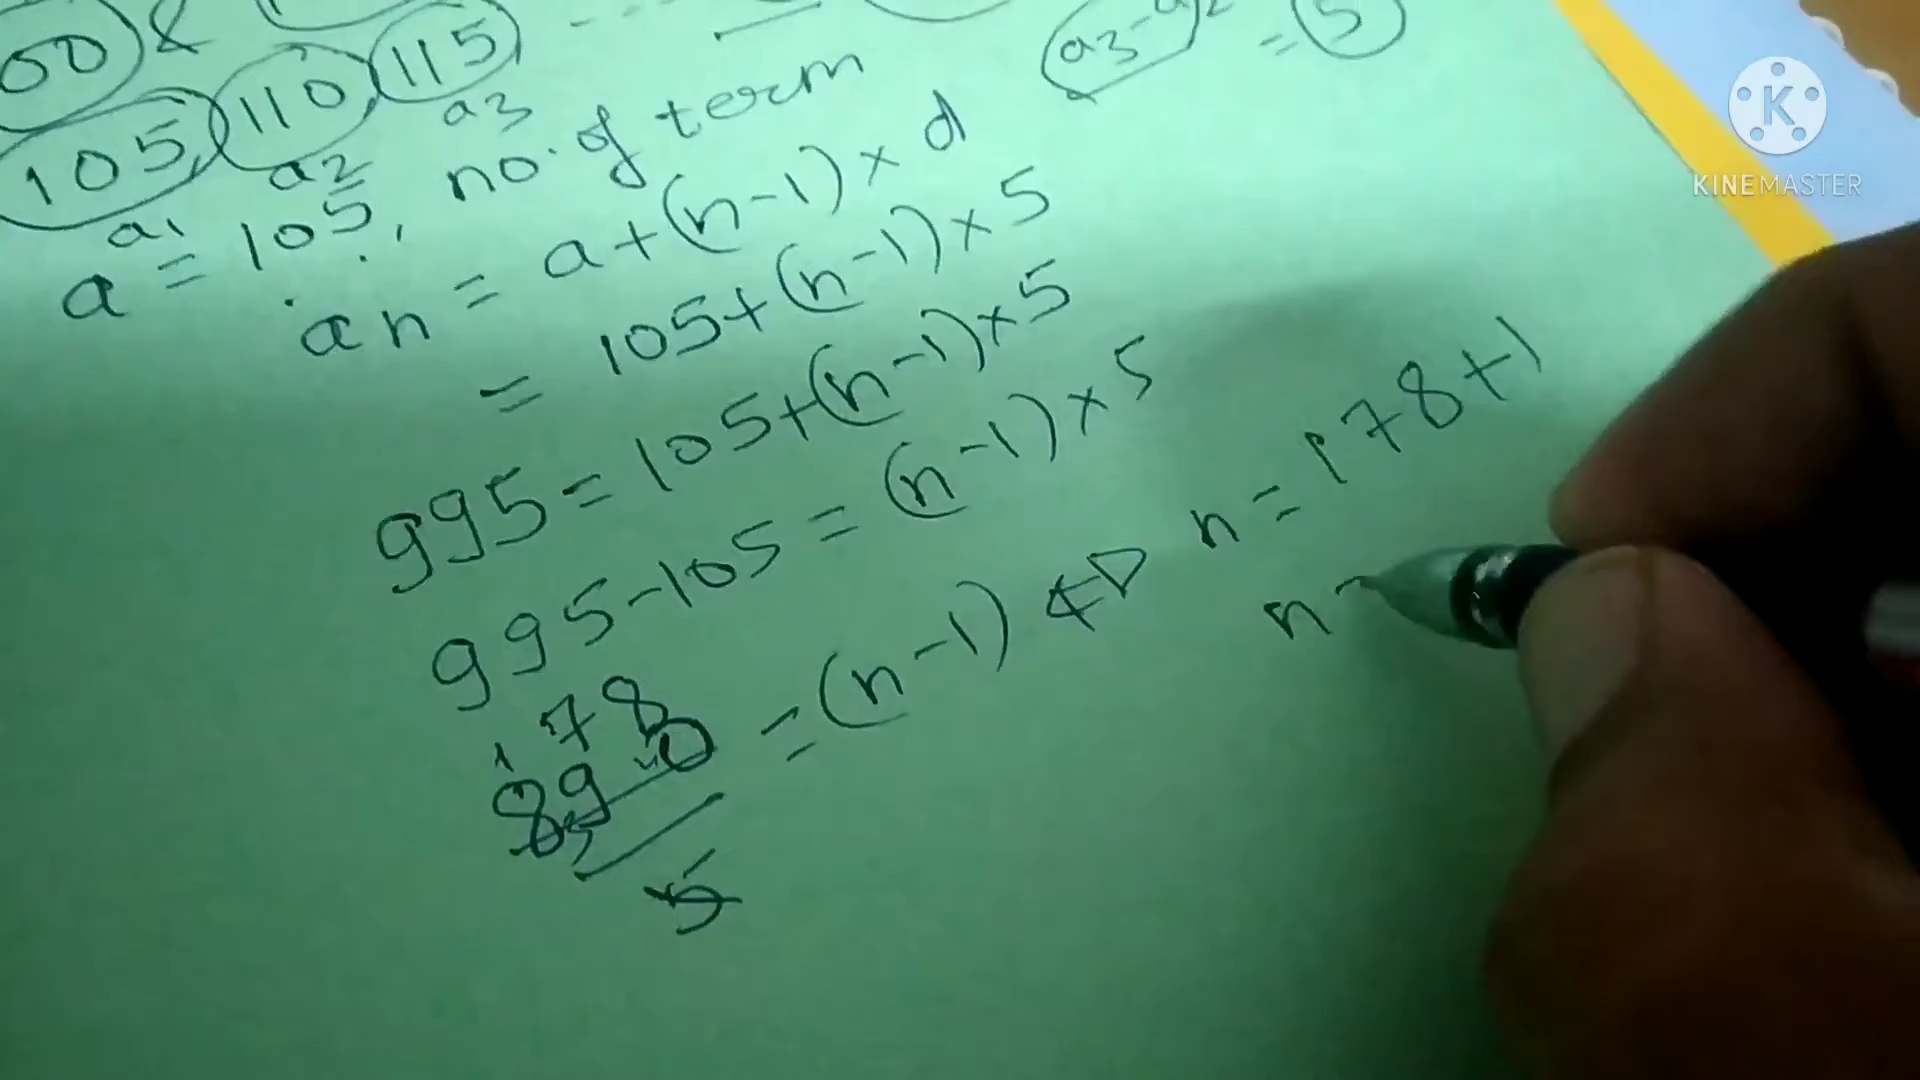 00 &
105, 110, 115 - - -
a1 a2 a3
a3-a2 = 5
a = 105, no. of term
an = a+(n-1)× d
= 105+(n-1)×5
995 = 105+(n-1)×5
995-105 = (n-1)×5
178
890 = (n-1)
5
n = 178+1
n
K
KINEMASTER